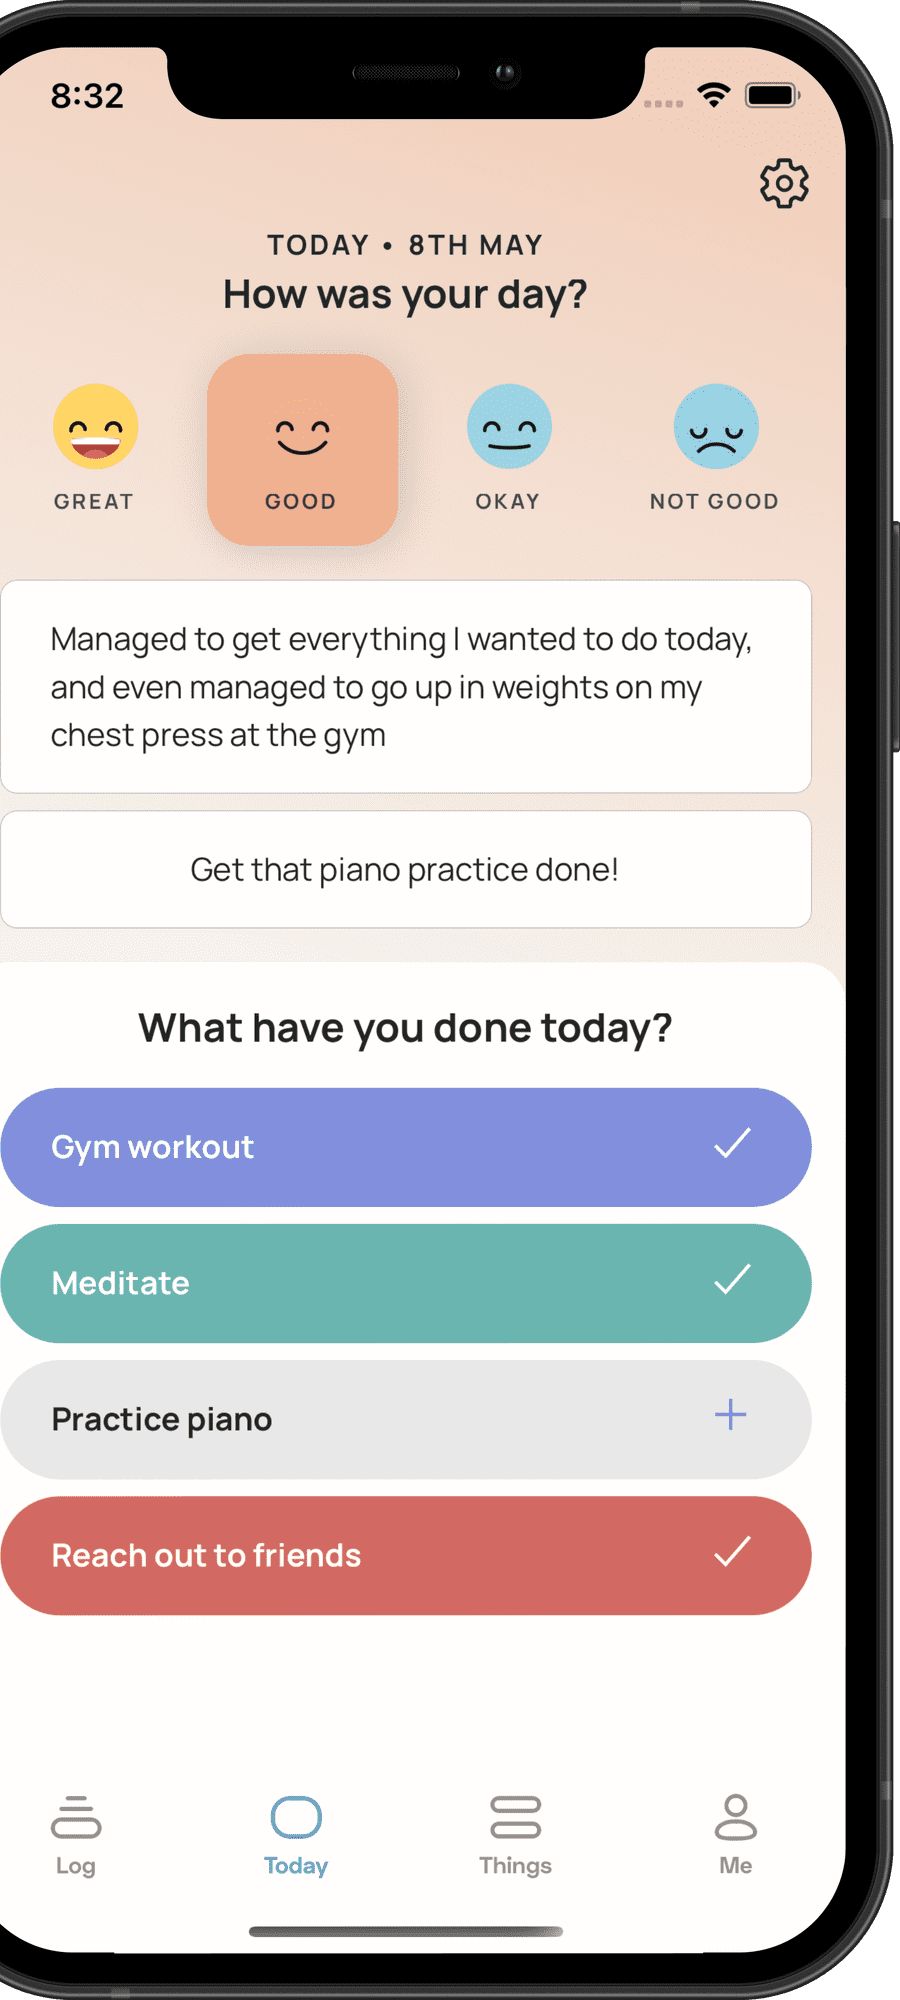 8:32
TODAY • 8TH MAY
How was your day?
GREAT
GOOD
OKAY
NOT GOOD
Managed to get everything I wanted to do today,
and even managed to go up in weights on my
chest press at the gym
Get that piano practice done!
What have you done today?
Gym workout
Meditate
Practice piano
Reach out to friends
Log
Today
Things
Me